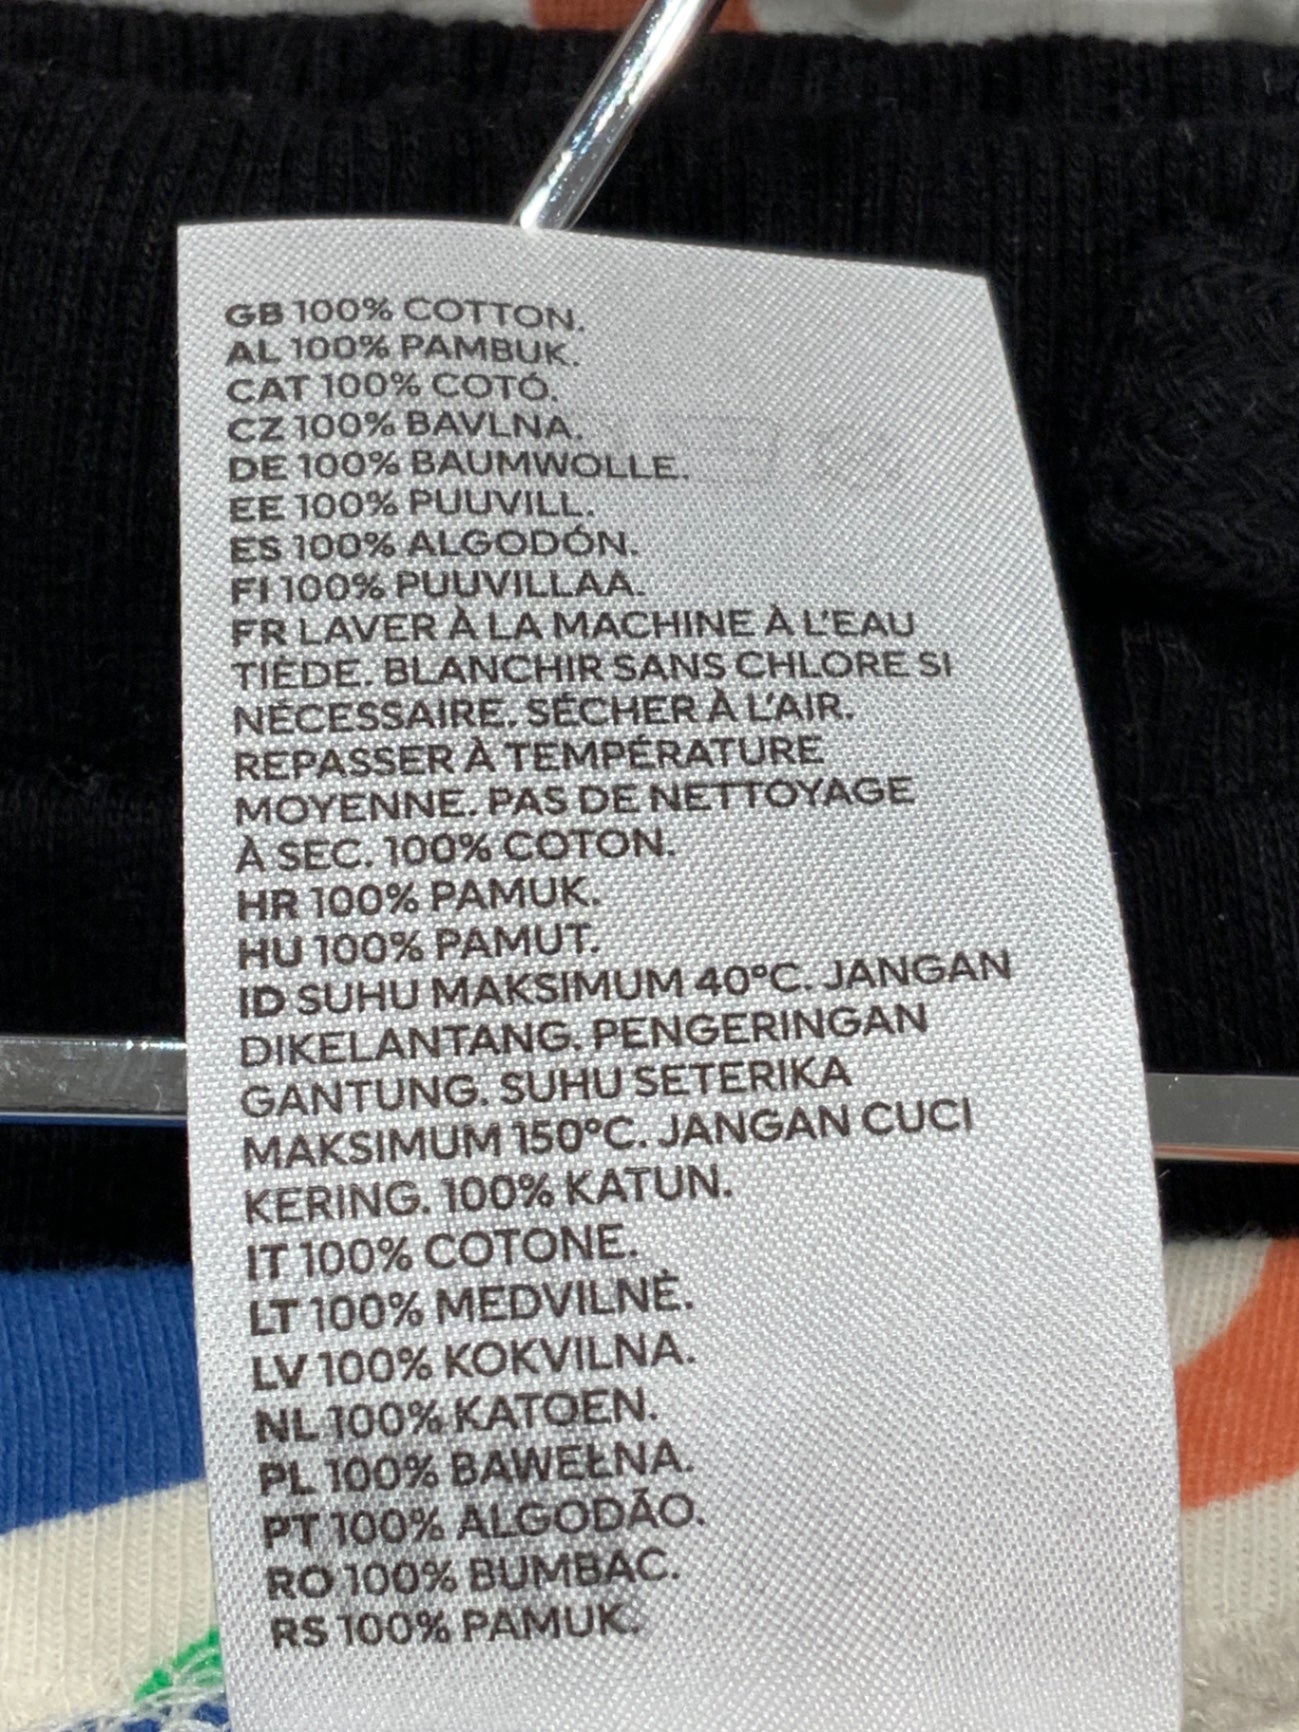 GB 100% COTTON.
AL 100% PAMBUK.
CAT 100% COTÓ.
CZ 100% BAVLNA.
DE 100% BAUMWOLLE.
EE 100% PUUVILL.
ES 100% ALGODÓN.
FI 100% PUUVILLAA.
FR LAVER À LA MACHINE À L'EAU
TIÈDE. BLANCHIR SANS CHLORE SI
NÉCESSAIRE. SÉCHER À L'AIR.
REPASSER À TEMPÉRATURE
MOYENNE. PAS DE NETTOYAGE
À SEC. 100% COTON.
HR 100% PAMUK.
HU 100% PAMUT.
ID SUHU MAKSIMUM 40°C. JANGAN
DIKELANTANG. PENGERINGAN
GANTUNG. SUHU SETERIKA
MAKSIMUM 150°C. JANGAN CUCI
KERING. 100% KATUN.
IT 100% COTONE.
LT 100% MEDVILNĖ.
LV 100% KOKVILNA.
NL 100% KATOEN.
PL 100% BAWEŁNA.
PT 100% ALGODÃO.
RO 100% BUMBAC.
RS 100% PAMUK.